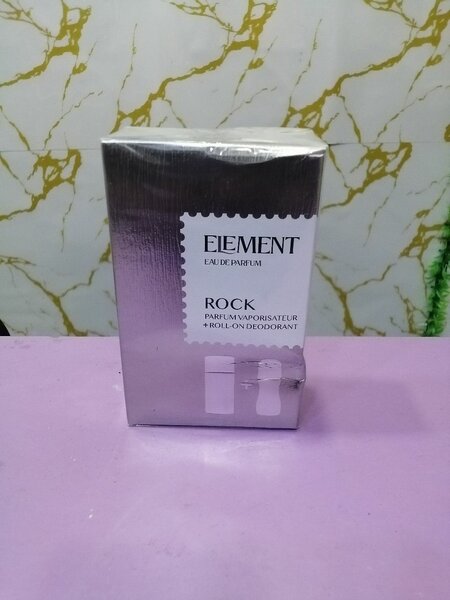 ELEMENT
EAU DE PARFUM
ROCK
PARFUM VAPORISATEUR
+ROLL-ON DEODORANT
+